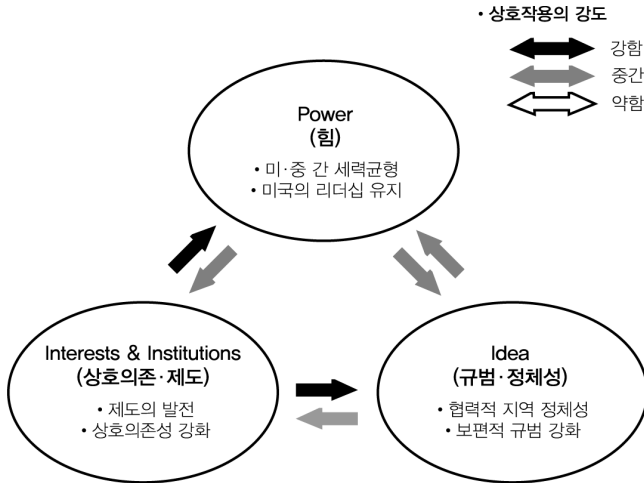 • 상호작용의 강도
강함
중간
약함
Power
(힘)
• 미·중 간 세력균형
• 미국의 리더십 유지
Interests & Institutions
(상호의존·제도)
• 제도의 발전
• 상호의존성 강화
Idea
(규범·정체성)
• 협력적 지역 정체성
• 보편적 규범 강화